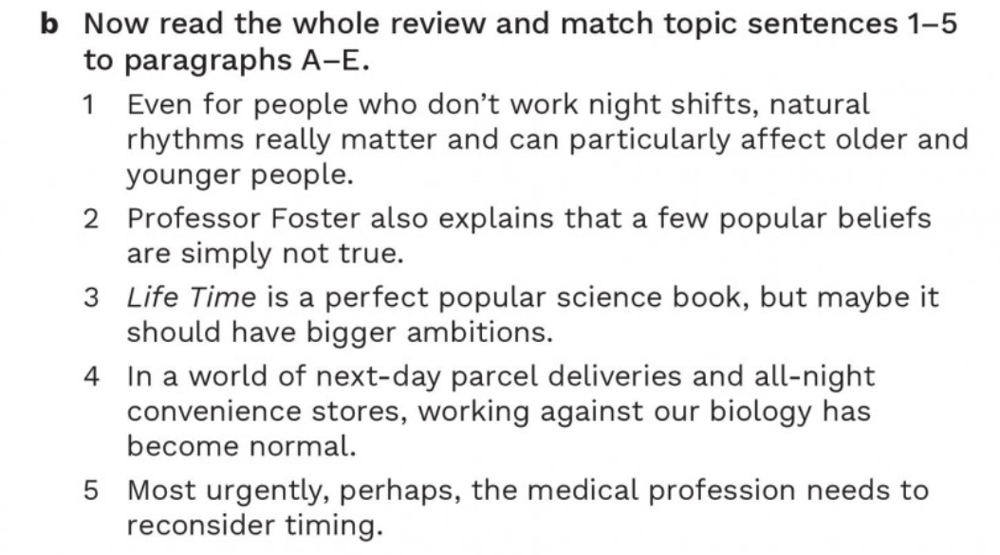 b Now read the whole review and match topic sentences 1–5
to paragraphs A–E.
1 Even for people who don't work night shifts, natural
rhythms really matter and can particularly affect older and
younger people.
2 Professor Foster also explains that a few popular beliefs
are simply not true.
3 Life Time is a perfect popular science book, but maybe it
should have bigger ambitions.
4 In a world of next-day parcel deliveries and all-night
convenience stores, working against our biology has
become normal.
5 Most urgently, perhaps, the medical profession needs to
reconsider timing.